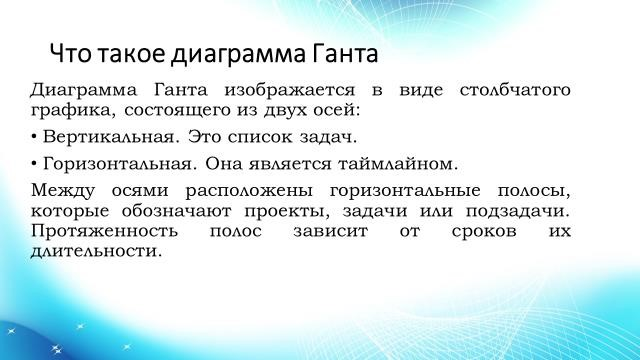 Что такое диаграмма Ганта
Диаграмма Ганта изображается в виде столбчатого
графика, состоящего из двух осей:
• Вертикальная. Это список задач.
• Горизонтальная. Она является таймлайном.
Между осями расположены горизонтальные полосы,
которые обозначают проекты, задачи или подзадачи.
Протяженность полос зависит от сроков их
длительности.